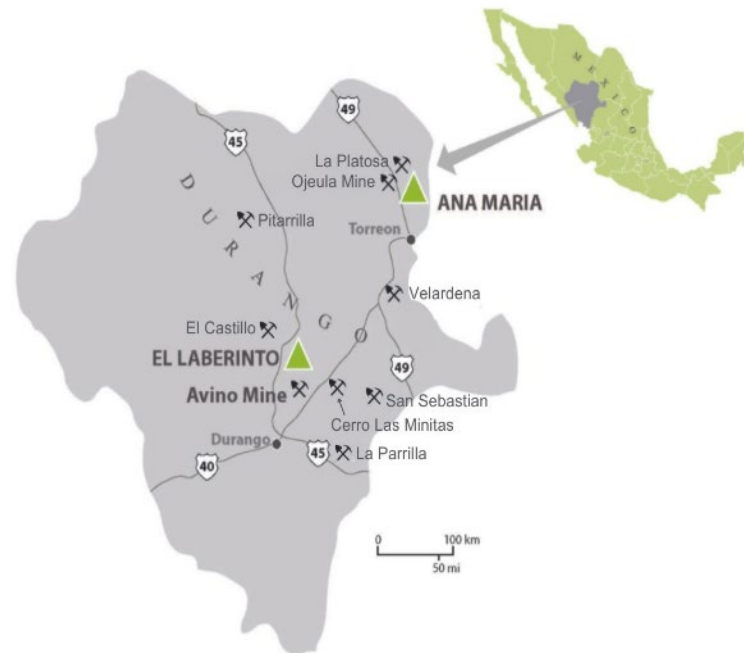 MEXICO
49
45
La Platosa
Ojeula Mine
ANA MARIA
DURANGO
Pitarrilla
Torreon
Velardena
El Castillo
EL LABERINTO
49
Avino Mine
San Sebastian
Cerro Las Minitas
Durango
45
La Parrilla
40
0 100 km
50 mi